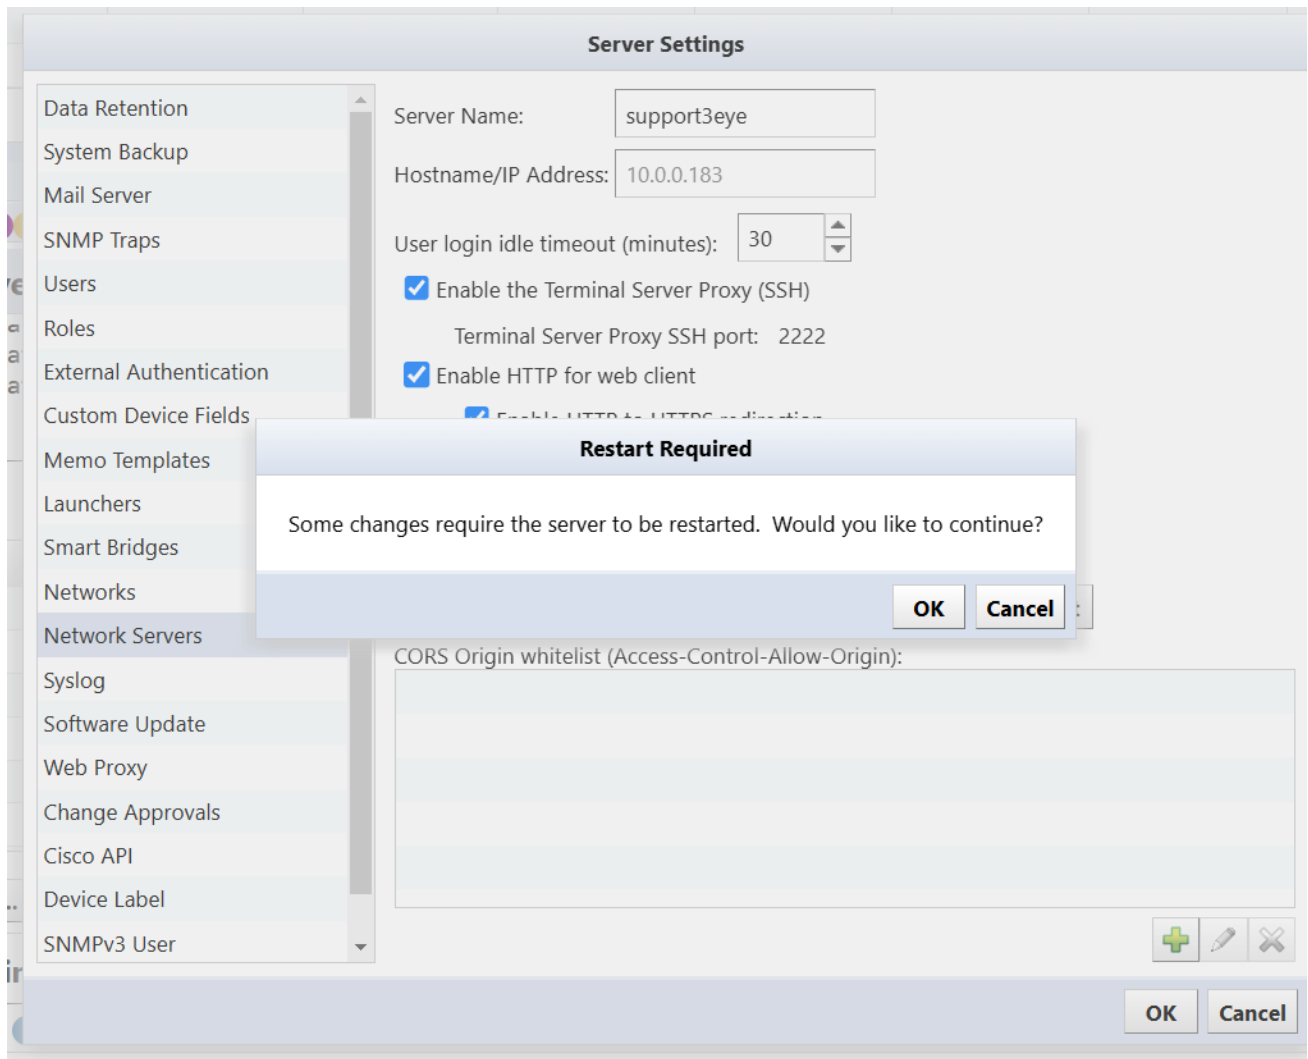 Server Settings
Data Retention
System Backup
Mail Server
SNMP Traps
Users
Roles
External Authentication
Custom Device Fields
Memo Templates
Launchers
Smart Bridges
Networks
Network Servers
Syslog
Software Update
Web Proxy
Change Approvals
Cisco API
Device Label
SNMPv3 User
Server Name: support3eye
Hostname/IP Address: 10.0.0.183
User login idle timeout (minutes): 30
Enable the Terminal Server Proxy (SSH)
Terminal Server Proxy SSH port: 2222
Enable HTTP for web client
Enable HTTP to HTTPS redirection
Restart Required
Some changes require the server to be restarted. Would you like to continue?
OK Cancel
CORS Origin whitelist (Access-Control-Allow-Origin):
OK Cancel